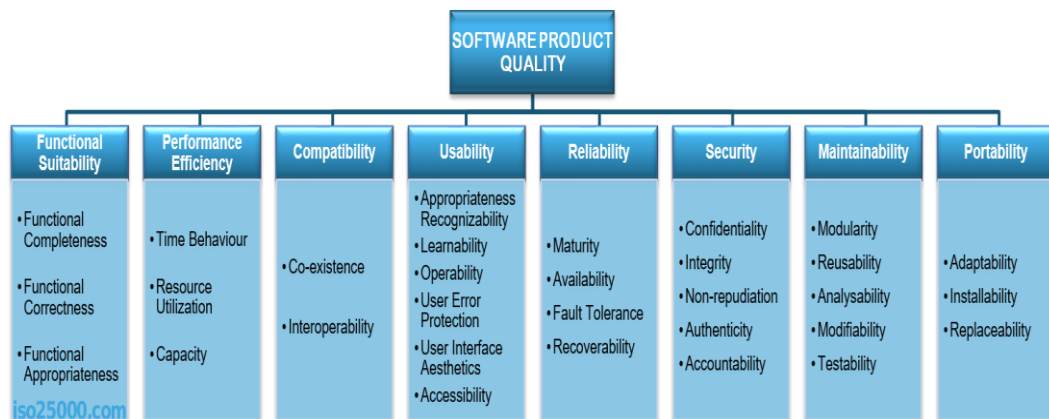 SOFTWARE PRODUCT
QUALITY
Functional
Suitability
• Functional
Completeness
• Functional
Correctness
• Functional
Appropriateness
Performance
Efficiency
• Time Behaviour
• Resource
Utilization
• Capacity
Compatibility
• Co-existence
• Interoperability
Usability
• Appropriateness
Recognizability
• Learnability
• Operability
• User Error
Protection
• User Interface
Aesthetics
• Accessibility
Reliability
• Maturity
• Availability
• Fault Tolerance
• Recoverability
Security
• Confidentiality
• Integrity
• Non-repudiation
• Authenticity
• Accountability
Maintainability
• Modularity
• Reusability
• Analysability
• Modifiability
• Testability
Portability
• Adaptability
• Installability
• Replaceability
iso25000.com